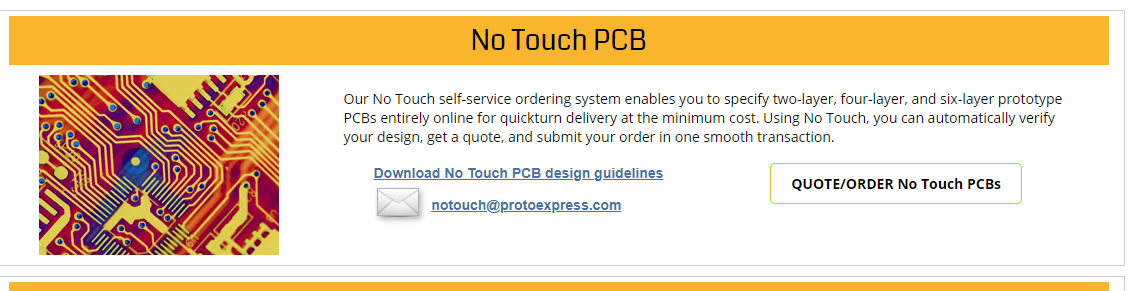 No Touch PCB
Our No Touch self-service ordering system enables you to specify two-layer, four-layer, and six-layer prototype
PCBs entirely online for quickturn delivery at the minimum cost. Using No Touch, you can automatically verify
your design, get a quote, and submit your order in one smooth transaction.
Download No Touch PCB design guidelines
notouch@protoexpress.com
QUOTE/ORDER No Touch PCBs